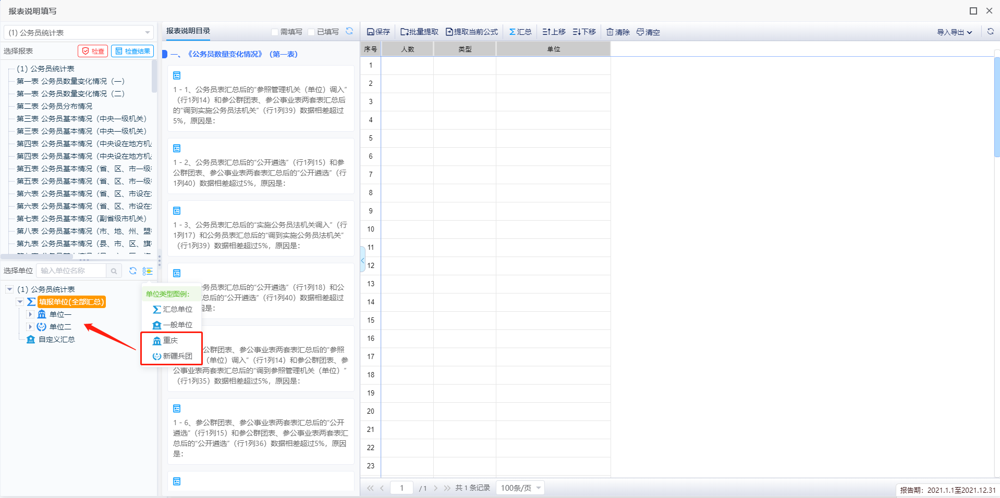 报表说明填写
(1) 公务员统计表
选择报表
检查
检查结果
(1) 公务员统计表
第一表 公务员数量变化情况（一）
第一表 公务员数量变化情况（二）
第二表 公务员分布情况
第三表 公务员基本情况（中央一级机关）
第三表 公务员基本情况（中央一级机关）
第四表 公务员基本情况（中央设在地方机
第四表 公务员基本情况（中央设在地方机
第五表 公务员基本情况（省、区、市一级
第五表 公务员基本情况（省、区、市一级
第六表 公务员基本情况（省、区、市设在
第六表 公务员基本情况（省、区、市设在
第七表 公务员基本情况（副省级市机关）
第八表 公务员基本情况（市、地、州、盟
第九表 公务员基本情况（县、市、区、旗
选择单位
输入单位名称
(1) 公务员统计表
填报单位(全部汇总)
单位一
单位二
自定义汇总
单位类型图例：
汇总单位
一般单位
重庆
新疆兵团
报表说明目录
需填写
已填写
一、《公务员数量变化情况》（第一表）
1 - 1、公务员表汇总后的“参照管理机关（单位）调入”
（行1列14）和参公群团表、参公事业表两套表汇总后
的“调到实施公务员法机关”（行1列39）数据相差超过
5%，原因是：
1 - 2、公务员表汇总后的“公开遴选”（行1列15）和参
公群团表、参公事业表两套表汇总后的“公开遴选”（行
1列40）数据相差超过5%，原因是：
1 - 3、公务员表汇总后的“实施公务员法机关调入”（行
1列17）和公务员表汇总后的“调到实施公务员法机关”
（行1列39）数据相差超过5%，原因是：
务员表汇总后的“公开遴选”（行1列18）和公
总后的“公开遴选”（行1列40）数据相差超过
因是：
公群团表、参公事业表两套表汇总后的“参照
（单位）调入”（行1列14）和参公群团表、参
公事业表两套表汇总后的“调到参照管理机关（单位）”
（行1列35）数据相差超过5%，原因是：
1 - 6、参公群团表、参公事业表两套表汇总后的“公开
遴选”（行1列15）和参公群团表、参公事业表两套表汇
总后的“公开遴选”（行1列36）数据相差超过5%，原因
是：
保存
批量提取
提取当前公式
汇总
上移
下移
清除
清空
导入导出
序号 人数 类型 单位
1
2
3
4
5
6
7
8
9
10
11
12
13
14
15
16
17
18
19
20
21
22
23
1 / 1 共 1 条记录 100条/页
报告期：2021.1.1至2021.12.31